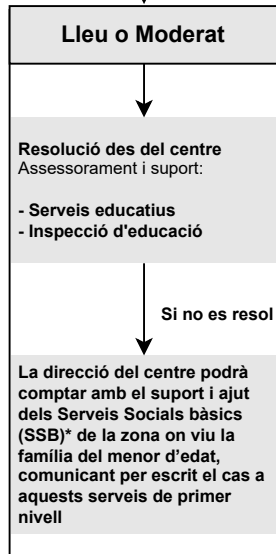 Lleu o Moderat
Resolució des del centre
Assessorament i suport:
- Serveis educatius
- Inspecció d'educació
Si no es resol
La direcció del centre podrà
comptar amb el suport i ajut
dels Serveis Socials bàsics
(SSB)* de la zona on viu la
família del menor d'edat,
comunicant per escrit el cas a
aquests serveis de primer
nivell